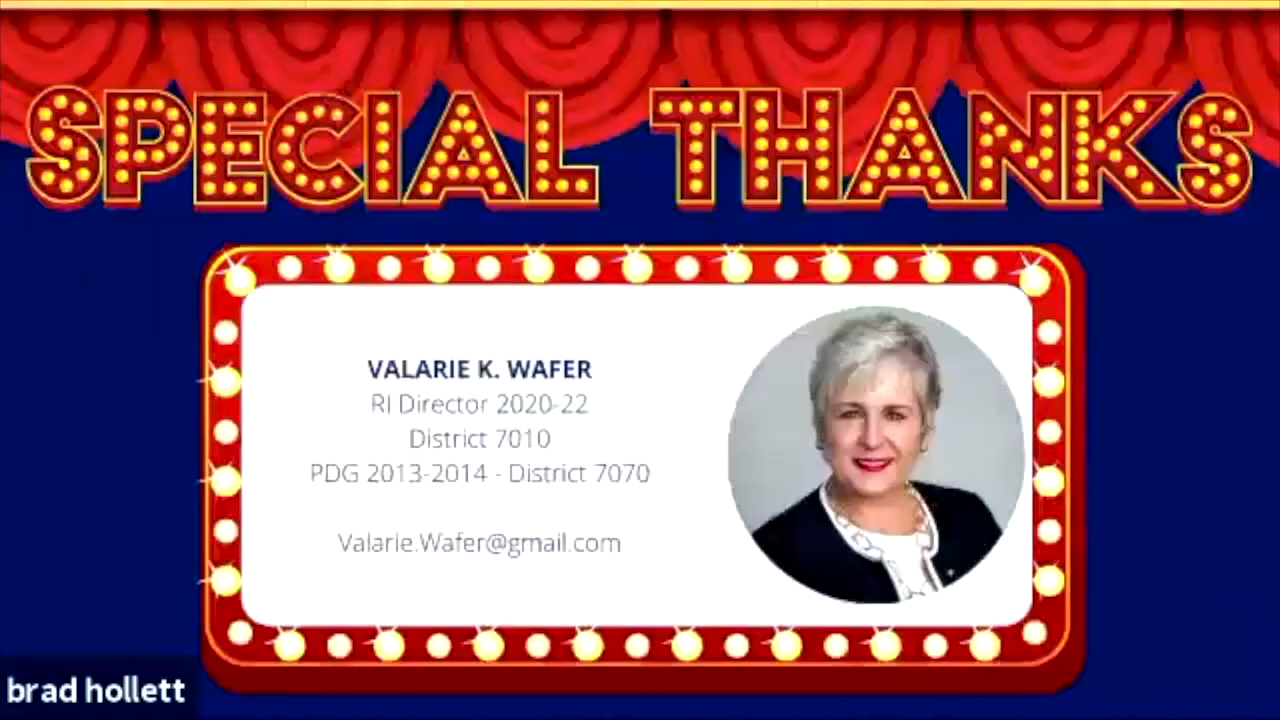 SPECIAL THANKS
VALARIE K. WAFER
RI Director 2020-22
District 7010
PDG 2013-2014 - District 7070
Valarie.Wafer@gmail.com
brad hollett